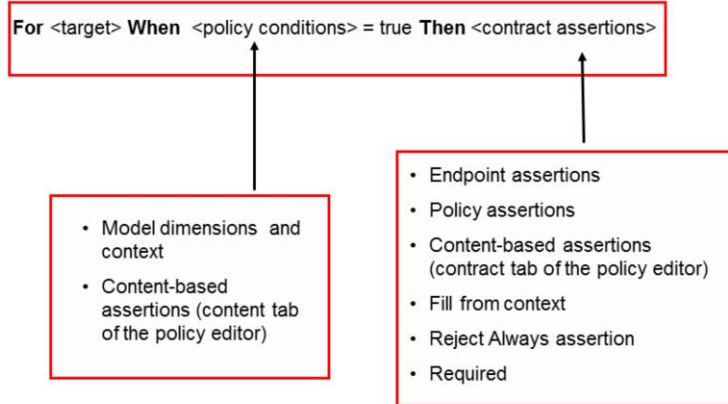 For <target> When <policy conditions> = true Then <contract assertions>
• Model dimensions and
context
• Content-based
assertions (content tab
of the policy editor)
• Endpoint assertions
• Policy assertions
• Content-based assertions
(contract tab of the policy editor)
• Fill from context
• Reject Always assertion
• Required